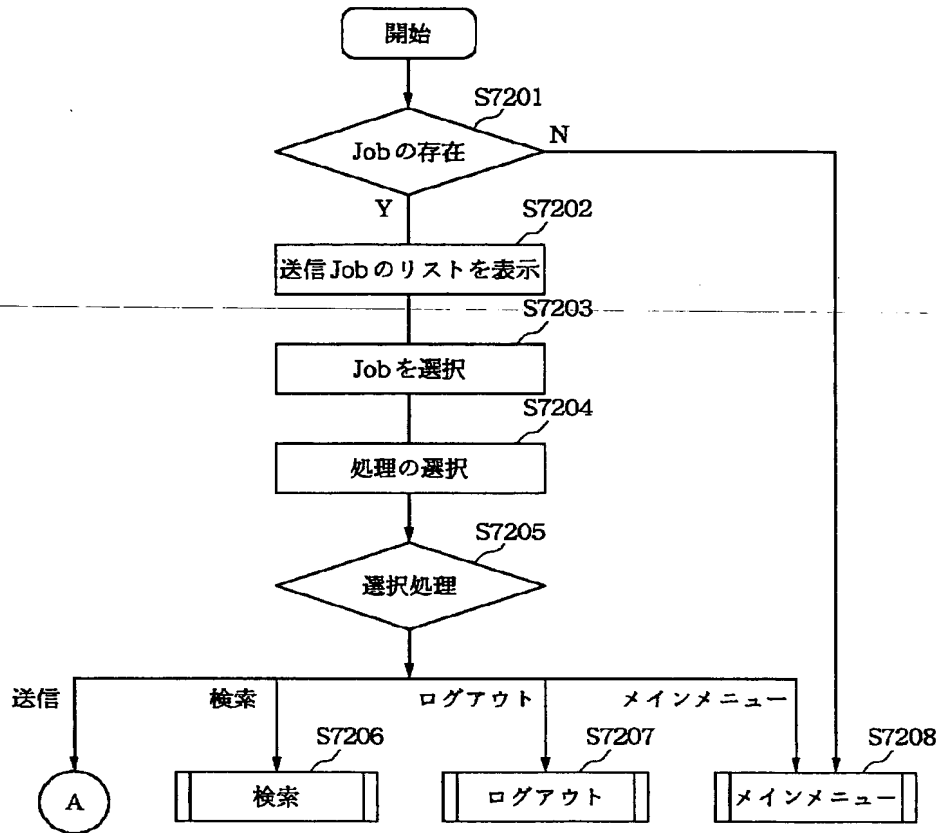 開始
S7201
Jobの存在
N
Y
S7202
送信Jobのリストを表示
S7203
Jobを選択
S7204
処理の選択
S7205
選択処理
送信
検索
ログアウト
メインメニュー
A
S7206
検索
S7207
ログアウト
S7208
メインメニュー